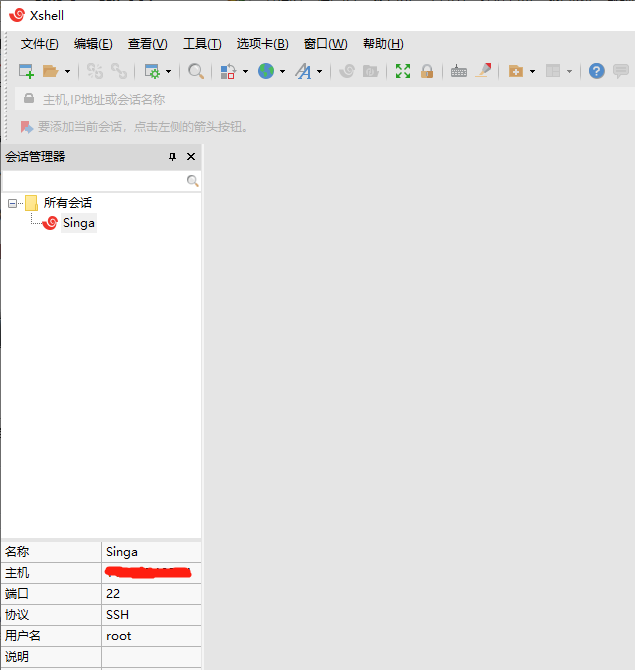 Xshell
文件(F) 编辑(E) 查看(V) 工具(T) 选项卡(B) 窗口(W) 帮助(H)
主机,IP地址或会话名称
要添加当前会话，点击左侧的箭头按钮。
会话管理器
所有会话
Singa
名称 Singa
主机
端口 22
协议 SSH
用户名 root
说明